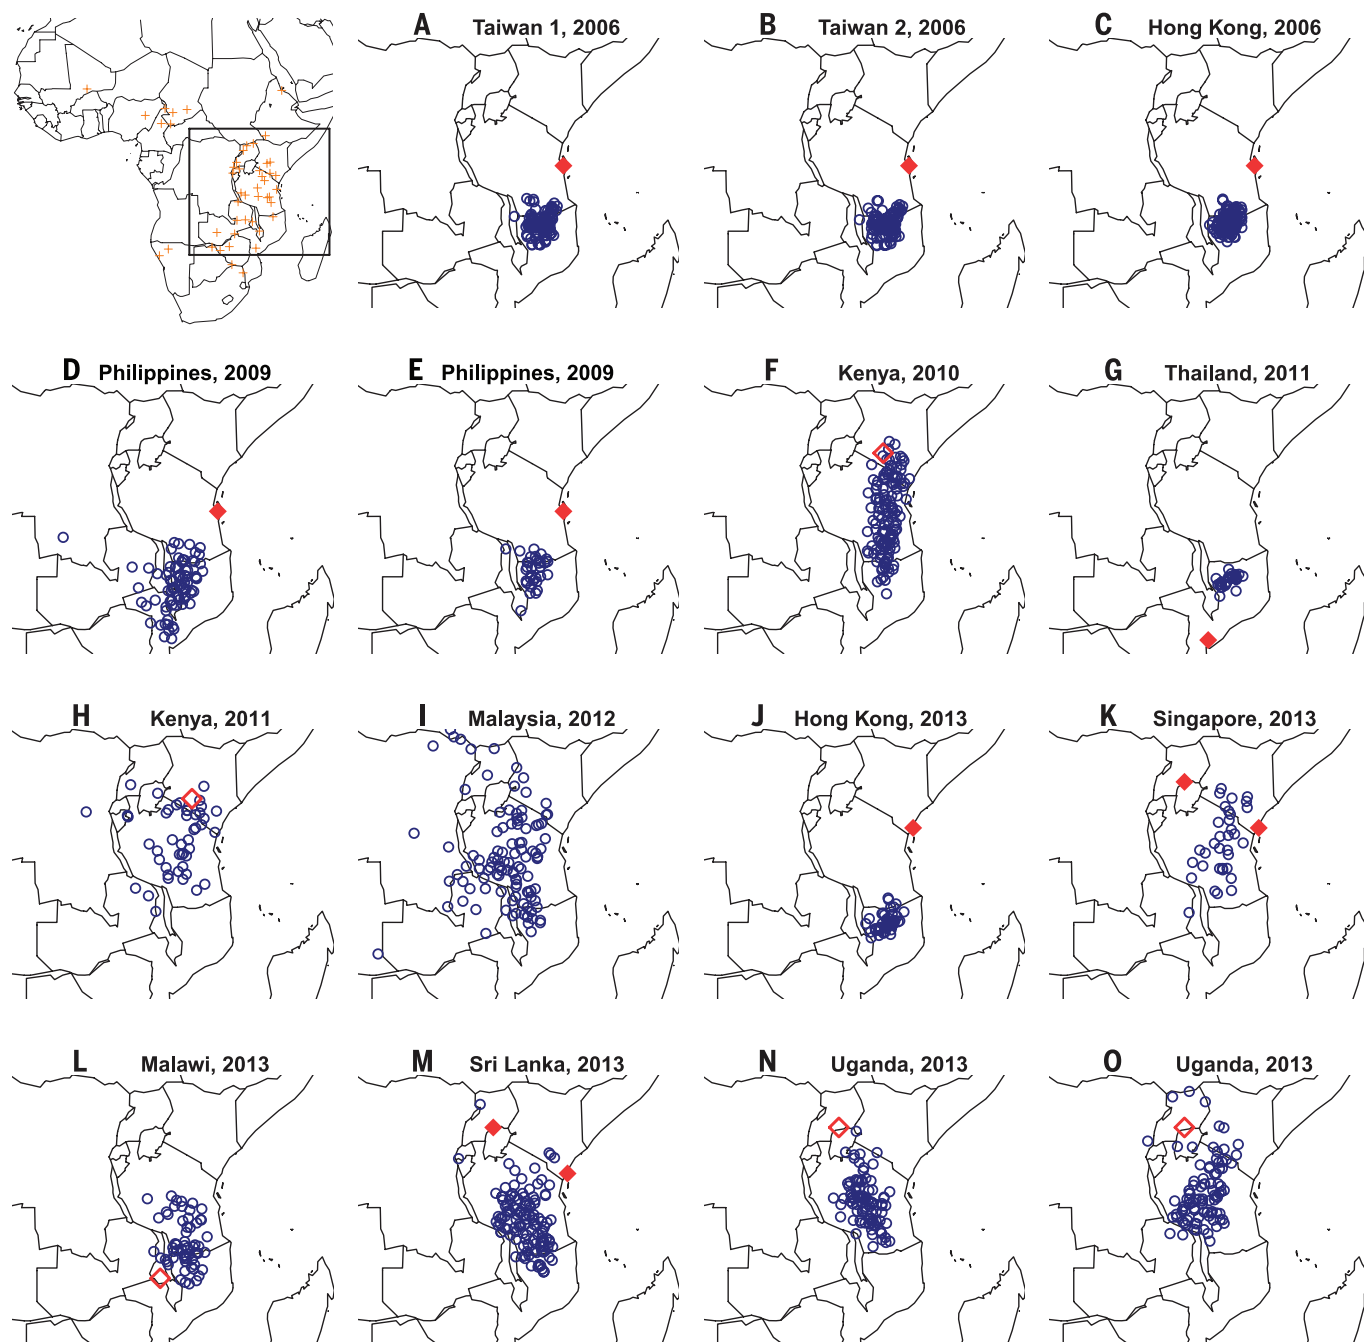 A Taiwan 1, 2006
B Taiwan 2, 2006
C Hong Kong, 2006
D Philippines, 2009
E Philippines, 2009
F Kenya, 2010
G Thailand, 2011
H Kenya, 2011
I Malaysia, 2012
J Hong Kong, 2013
K Singapore, 2013
L Malawi, 2013
M Sri Lanka, 2013
N Uganda, 2013
O Uganda, 2013